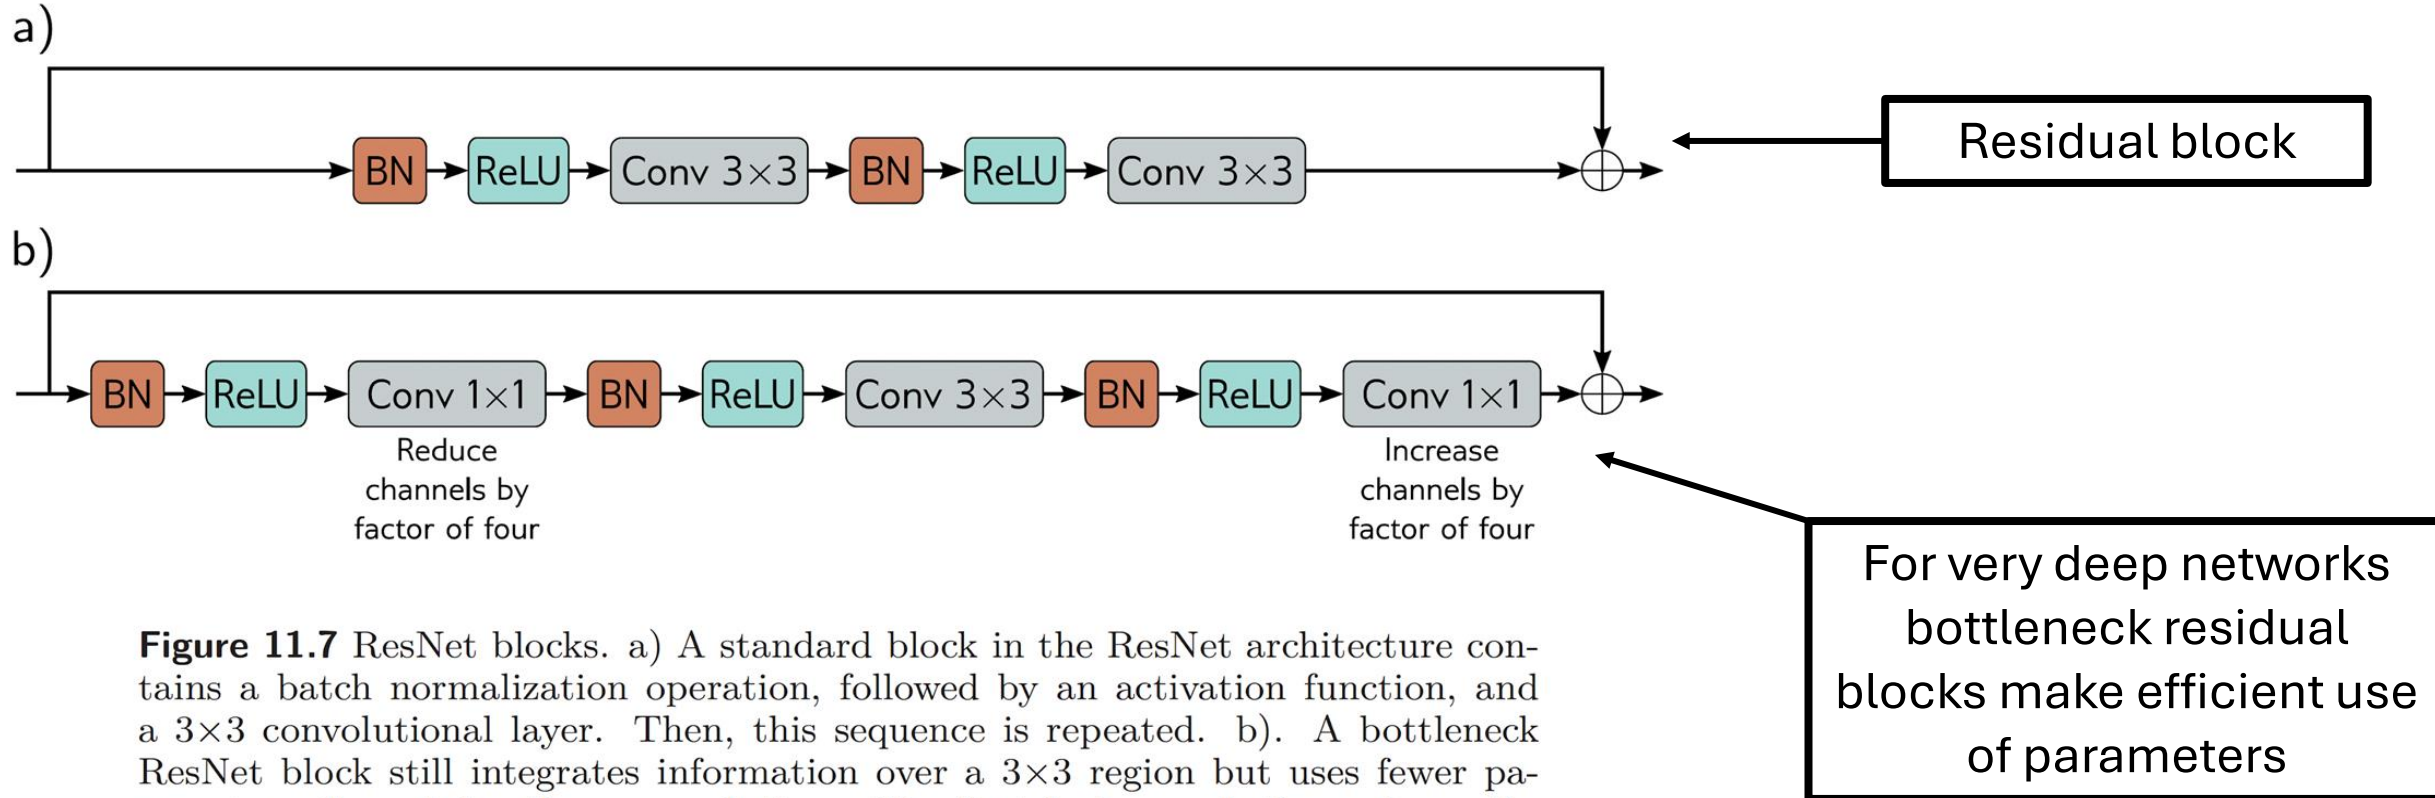 a)
BN ReLU Conv 3×3 BN ReLU Conv 3×3
Residual block
b)
BN ReLU Conv 1×1 BN ReLU Conv 3×3 BN ReLU Conv 1×1
Reduce
channels by
factor of four
Increase
channels by
factor of four
For very deep networks
bottleneck residual
blocks make efficient use
of parameters
Figure 11.7 ResNet blocks. a) A standard block in the ResNet architecture con-
tains a batch normalization operation, followed by an activation function, and
a 3×3 convolutional layer. Then, this sequence is repeated. b). A bottleneck
ResNet block still integrates information over a 3×3 region but uses fewer pa-